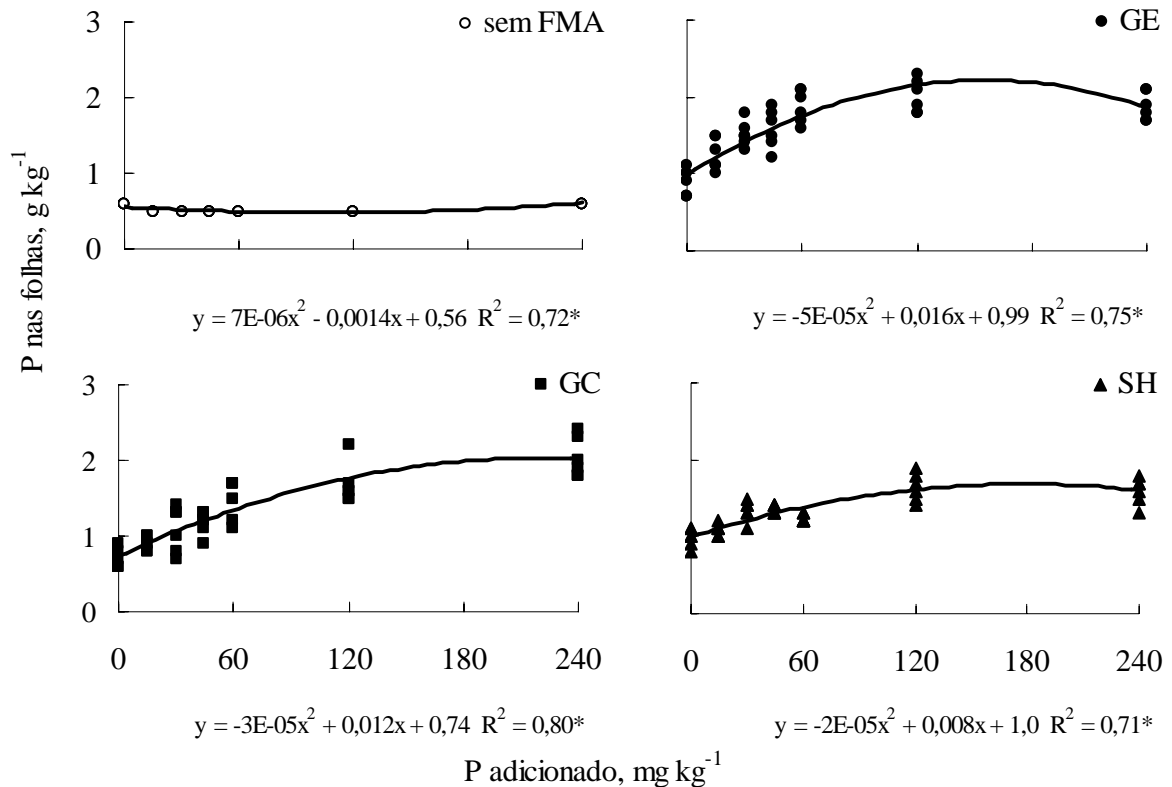 P nas folhas, g kg-1
3
2
1
0
sem FMA
y = 7E-06x2 - 0,0014x + 0,56 R2 = 0,72*
GE
y = -5E-05x2 + 0,016x + 0,99 R2 = 0,75*
3
2
1
0
GC
0 60 120 180 240
y = -3E-05x2 + 0,012x + 0,74 R2 = 0,80*
SH
0 60 120 180 240
y = -2E-05x2 + 0,008x + 1,0 R2 = 0,71*
P adicionado, mg kg-1